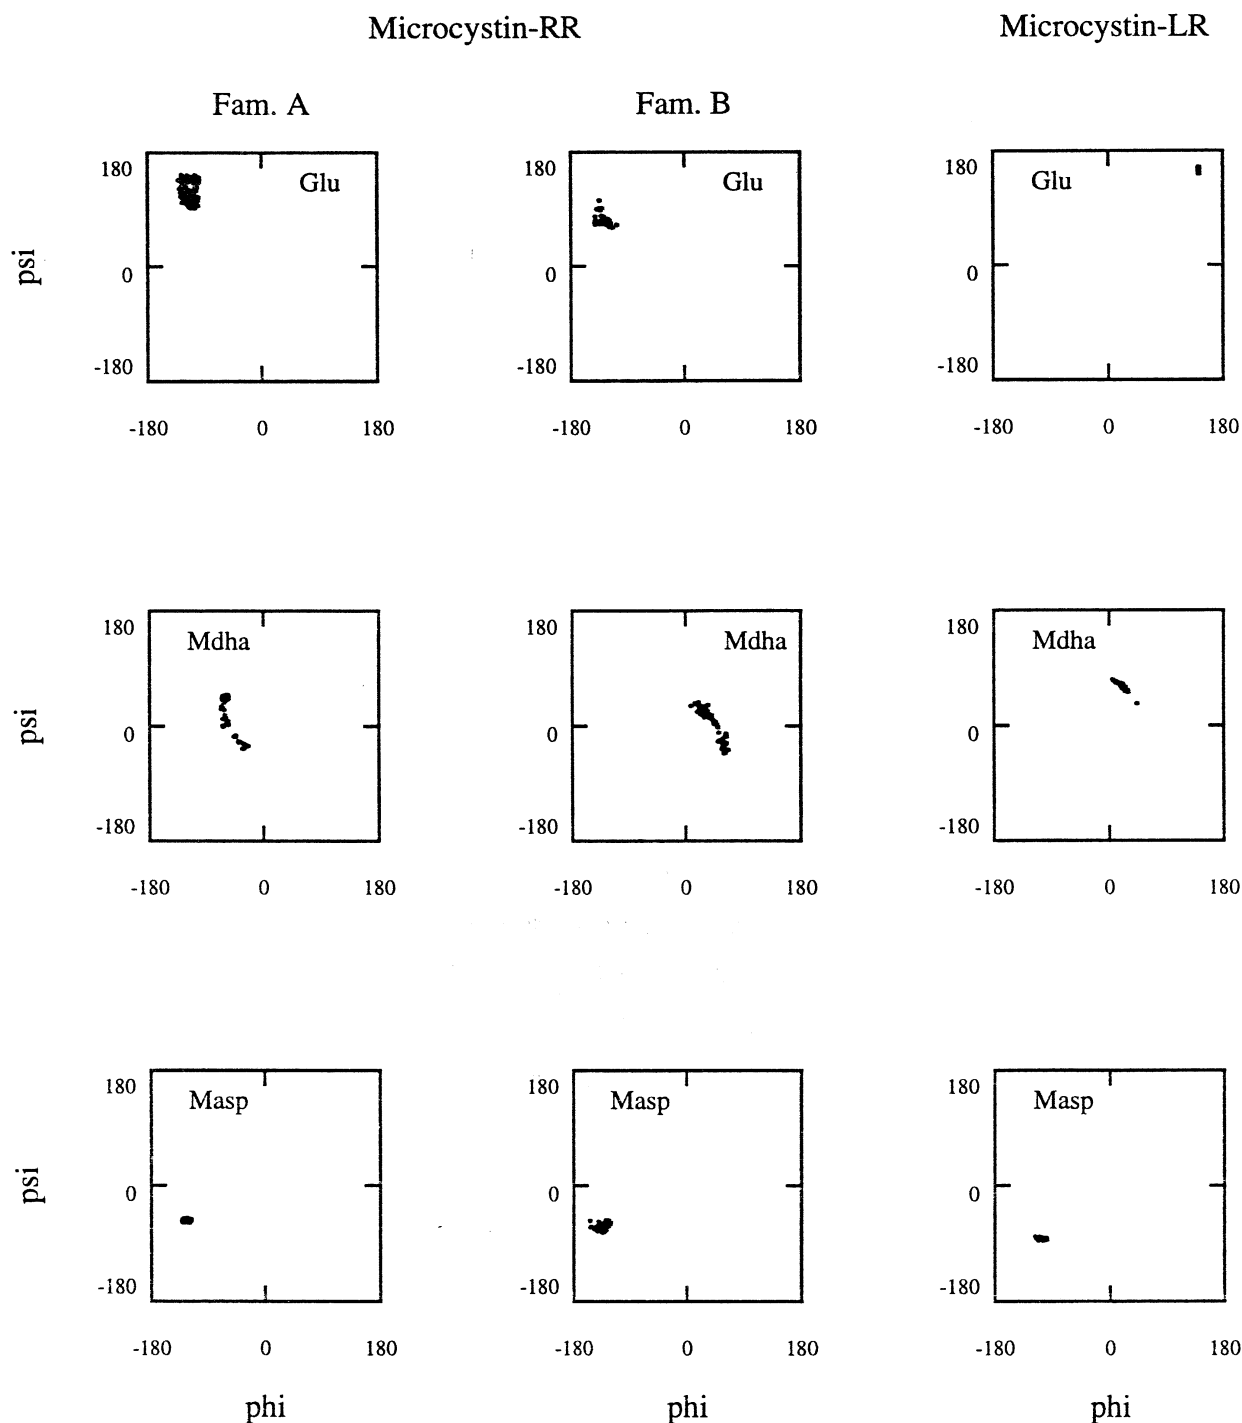 Microcystin-RR Microcystin-LR
Fam. A Fam. B
180 180 180
Glu Glu Glu
psi
0 0 0
-180 -180 -180
-180 0 180 -180 0 180 -180 0 180
180 180 180
Mdha Mdha Mdha
psi
0 0 0
-180 -180 -180
-180 0 180 -180 0 180 -180 0 180
180 180 180
Masp Masp Masp
psi
0 0 0
-180 -180 -180
-180 0 180 -180 0 180 -180 0 180
phi phi phi